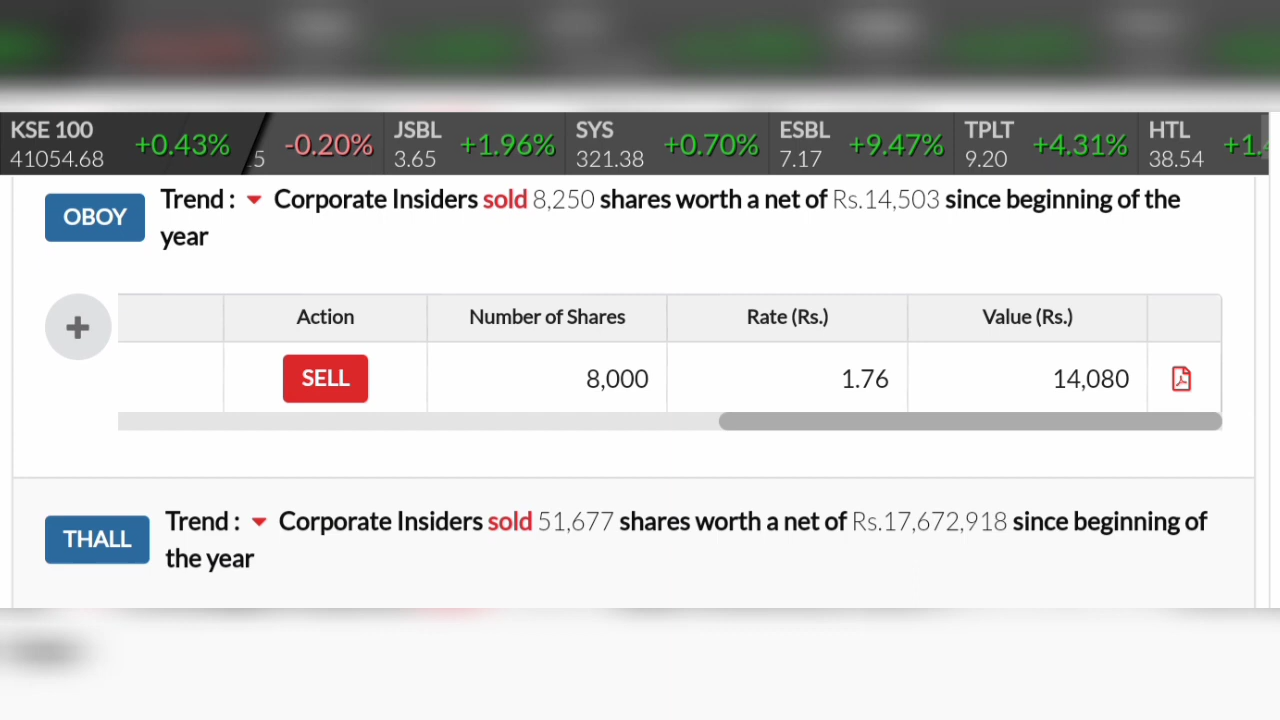 KSE 100
41054.68
+0.43%
5
-0.20%
JSBL
3.65
+1.96%
SYS
321.38
+0.70%
ESBL
7.17
+9.47%
TPLT
9.20
+4.31%
HTL
38.54
+1.
OBOY
Trend : Corporate Insiders sold 8,250 shares worth a net of Rs.14,503 since beginning of the
year
Action Number of Shares Rate (Rs.) Value (Rs.)
SELL 8,000 1.76 14,080
THALL
Trend : Corporate Insiders sold 51,677 shares worth a net of Rs.17,672,918 since beginning of
the year